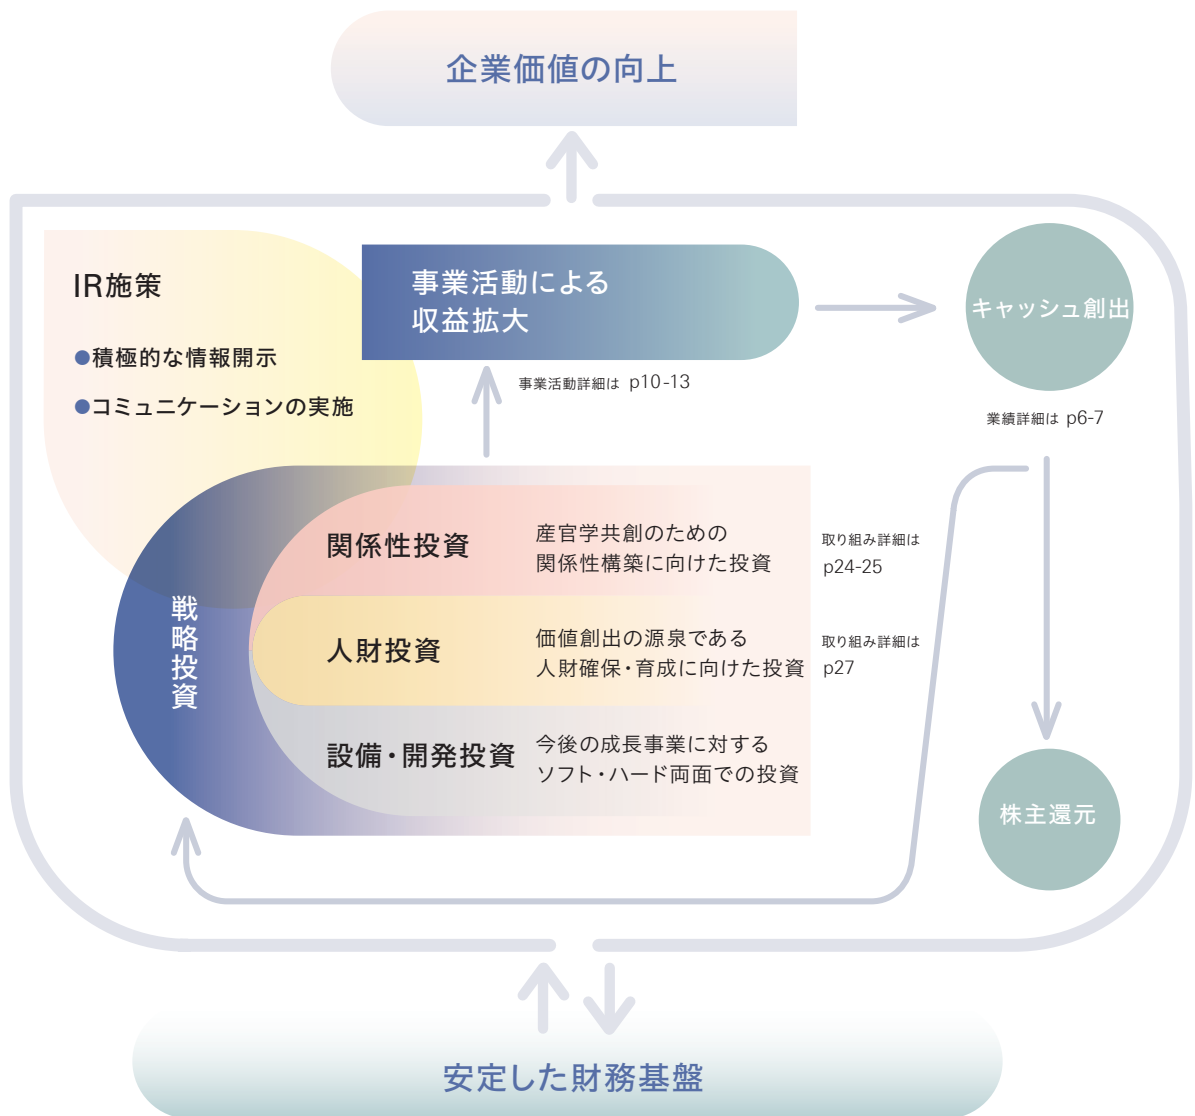 企業価値の向上
IR施策
●積極的な情報開示
●コミュニケーションの実施
事業活動による
収益拡大
事業活動詳細は p10-13
キャッシュ創出
業績詳細は p6-7
戦略投資
関係性投資
産官学共創のための
関係性構築に向けた投資
取り組み詳細は
p24-25
人財投資
価値創出の源泉である
人財確保・育成に向けた投資
取り組み詳細は
p27
設備・開発投資
今後の成長事業に対する
ソフト・ハード両面での投資
株主還元
安定した財務基盤